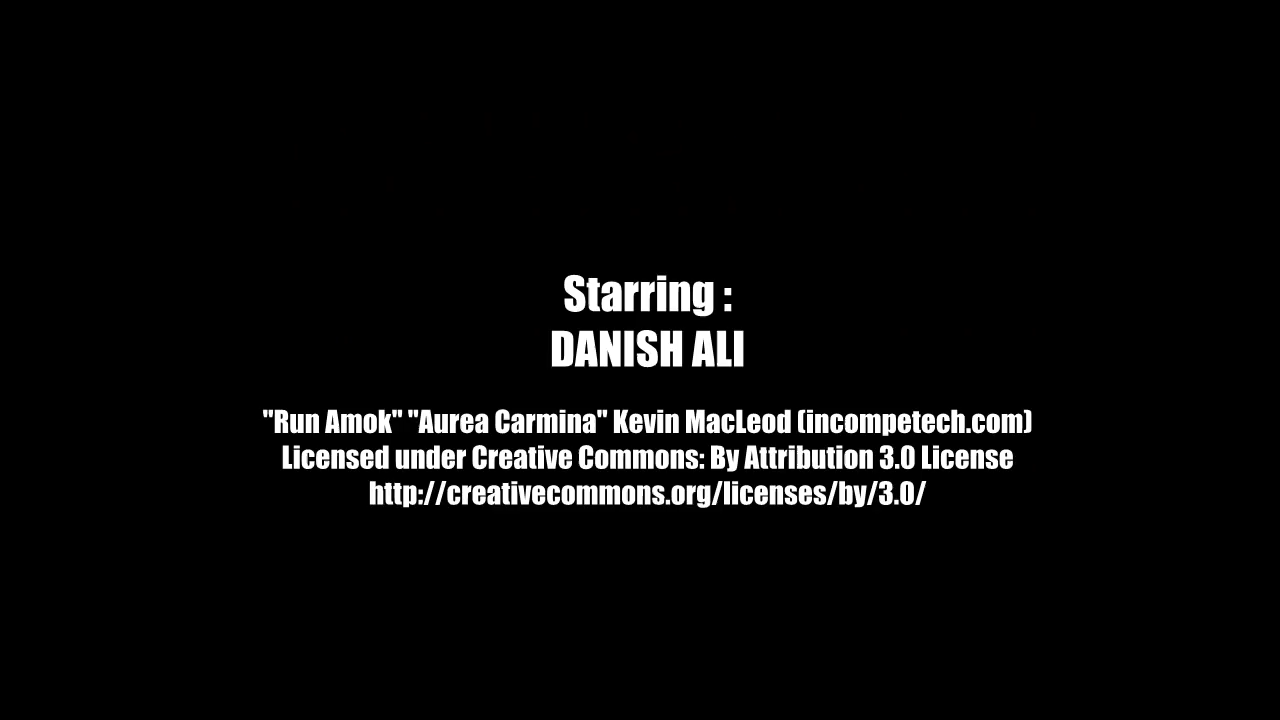 Starring :
DANISH ALI
"Run Amok" "Aurea Carmina" Kevin MacLeod (incompetech.com)
Licensed under Creative Commons: By Attribution 3.0 License
http://creativecommons.org/licenses/by/3.0/